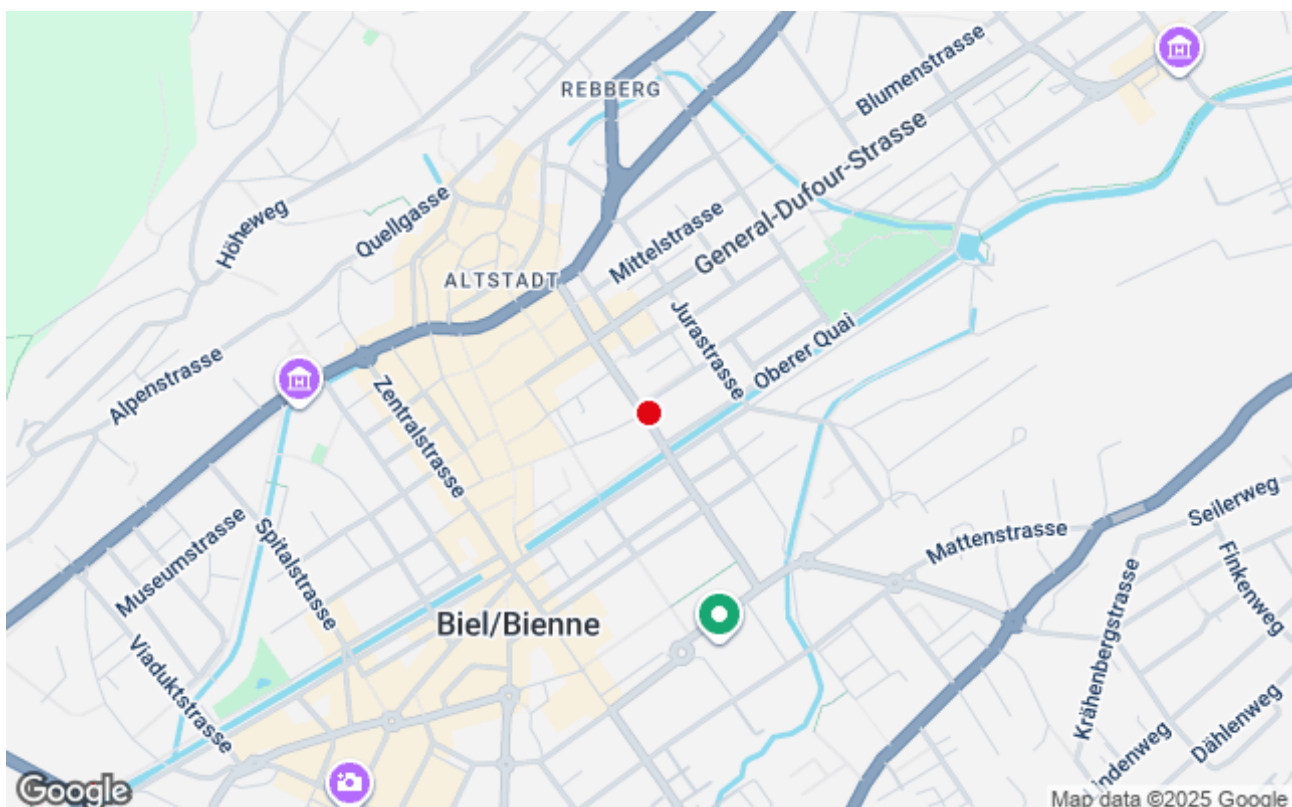 REBBERG
Blumenstrasse
General-Dufour-Strasse
Höheweg
Quellgasse
Mittelstrasse
ALTSTADT
Jurastrasse
Oberer Quai
Alpenstrasse
Zentralstrasse
Museumstrasse
Spitalstrasse
Mattenstrasse
Seilerweg
Finkenweg
Krähenbergstrasse
Biel/Bienne
Viaduktstrasse
Dählenweg
indenweg
Google
Map data ©2025 Google